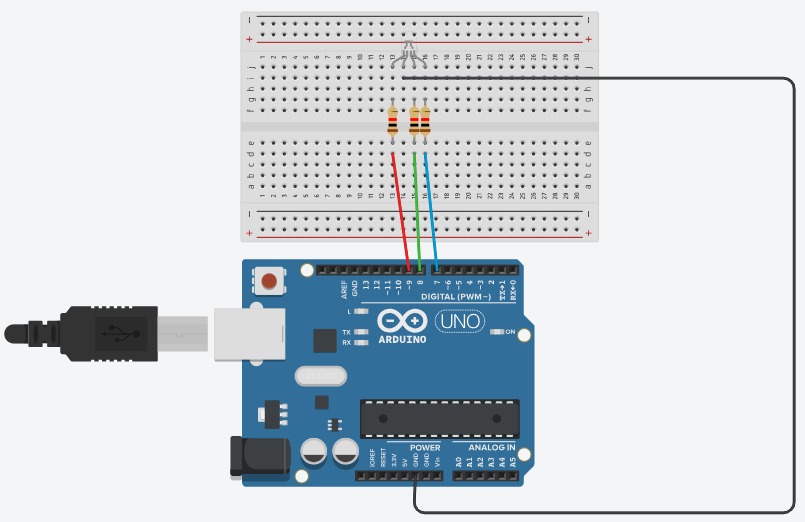 − −
+ +
1 2 3 4 5 6 7 8 9 10 11 12 13 14 15 16 17 18 19 20 21 22 23 24 25 26 27 28 29 30
j j
i i
h h
g g
f f
e e
d d
c c
b b
a a
1 2 3 4 5 6 7 8 9 10 11 12 13 14 15 16 17 18 19 20 21 22 23 24 25 26 27 28 29 30
− −
+ +
AREF GND 13 12 ~11 ~10 ~9 8 7 ~6 ~5 4 ~3 2 TX→1 RX←0
DIGITAL (PWM~)
L
TX
RX
ARDUINO
UNO
ON
POWER ANALOG IN
IOREF RESET 3.3V 5V GND GND Vin A0 A1 A2 A3 A4 A5